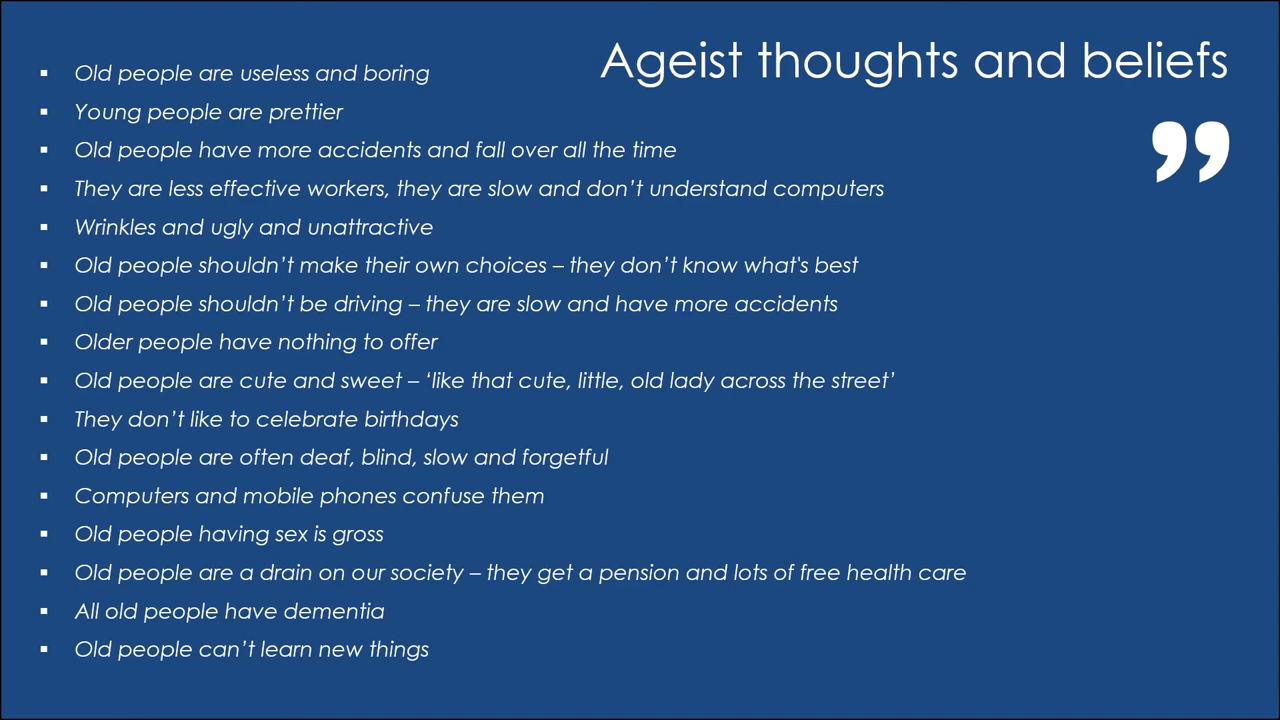 Ageist thoughts and beliefs
”
▪ Old people are useless and boring
▪ Young people are prettier
▪ Old people have more accidents and fall over all the time
▪ They are less effective workers, they are slow and don’t understand computers
▪ Wrinkles and ugly and unattractive
▪ Old people shouldn’t make their own choices – they don’t know what's best
▪ Old people shouldn’t be driving – they are slow and have more accidents
▪ Older people have nothing to offer
▪ Old people are cute and sweet – ‘like that cute, little, old lady across the street’
▪ They don’t like to celebrate birthdays
▪ Old people are often deaf, blind, slow and forgetful
▪ Computers and mobile phones confuse them
▪ Old people having sex is gross
▪ Old people are a drain on our society – they get a pension and lots of free health care
▪ All old people have dementia
▪ Old people can’t learn new things